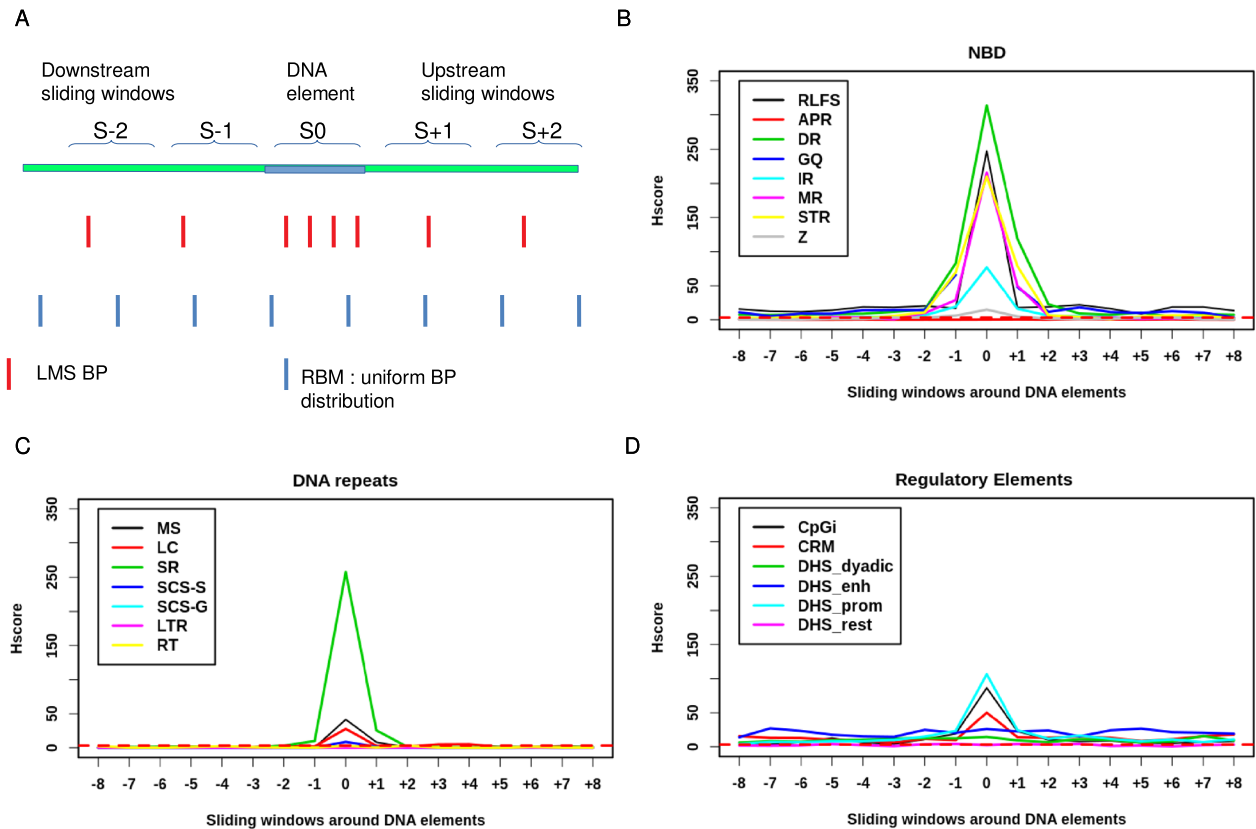 A
Downstream
sliding windows
DNA
element
Upstream
sliding windows
S-2
S-1
S0
S+1
S+2
LMS BP
RBM : uniform BP
distribution
B
NBD
Hscore
350
250
150
50
0
RLFS
APR
DR
GQ
IR
MR
STR
Z
-8 -7 -6 -5 -4 -3 -2 -1 0 +1 +2 +3 +4 +5 +6 +7 +8
Sliding windows around DNA elements
C
DNA repeats
Hscore
350
250
150
50
0
MS
LC
SR
SCS-S
SCS-G
LTR
RT
-8 -7 -6 -5 -4 -3 -2 -1 0 +1 +2 +3 +4 +5 +6 +7 +8
Sliding windows around DNA elements
D
Regulatory Elements
Hscore
350
250
150
50
0
CpGi
CRM
DHS_dyadic
DHS_enh
DHS_prom
DHS_rest
-8 -7 -6 -5 -4 -3 -2 -1 0 +1 +2 +3 +4 +5 +6 +7 +8
Sliding windows around DNA elements